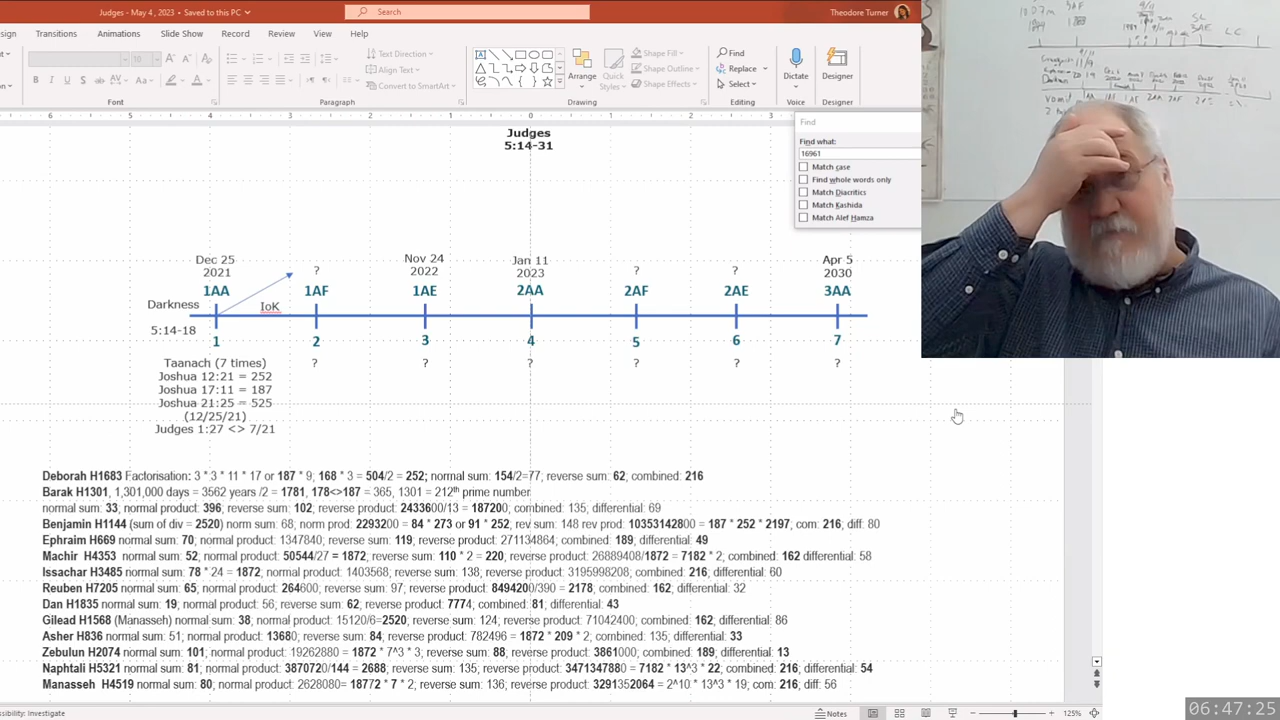 Judges - May 4, 2023 • Saved to this PC
Search
Theodore Turner
Transitions Animations Slide Show Record Review View Help
Text Direction
Align Text
Convert to SmartArt
Arrange
Quick Styles
Shape Fill
Shape Outline
Shape Effects
Find
Replace
Select
Dictate
Designer
Font Paragraph Drawing Editing Voice Designer
Judges
5:14-31
Find
Find what:
16961
Match case
Find whole words only
Match Diacritics
Match Kashida
Match Alef Hamza
Dec 25 Nov 24 Jan 11 Apr 5
2021 ? 2022 2023 ? ? 2030
1AA 1AF 1AE 2AA 2AF 2AE 3AA
Darkness IoK
5:14-18 1 2 3 4 5 6 7
Taanach (7 times) ? ? ? ? ? ?
Joshua 12:21 = 252
Joshua 17:11 = 187
Joshua 21:25 = 525
(12/25/21)
Judges 1:27 <> 7/21
Deborah H1683 Factorisation: 3 * 3 * 11 * 17 or 187 * 9; 168 * 3 = 504/2 = 252; normal sum: 154/2=77; reverse sum: 62; combined: 216
Barak H1301, 1,301,000 days = 3562 years /2 = 1781, 178<>187 = 365, 1301 = 212th prime number
normal sum: 33; normal product: 396, reverse sum: 102; reverse product: 2433600/13 = 187200; combined: 135, differential: 69
Benjamin H1144 (sum of div = 2520) norm sum: 68; norm prod: 2293200 = 84 * 273 or 91 * 252, rev sum: 148 rev prod: 10353142800 = 187 * 252 * 2197, com: 216, diff: 80
Ephraim H669 normal sum: 70; normal product: 1347840; reverse sum: 119; reverse product: 271134864; combined: 189; differential: 49
Machir H4353 normal sum: 52; normal product: 50544/27 = 1872, reverse sum: 110 * 2 = 220, reverse product: 26889408/1872 = 7182 * 2; combined: 162 differential: 58
Issachar H3485 normal sum: 78 * 24 = 1872, normal product: 1403568; reverse sum: 138; reverse product: 3195998208; combined: 216; differential: 60
Reuben H7205 normal sum: 65, normal product: 264600; reverse sum: 97; reverse product: 8494200/390 = 2178, combined: 162, differential: 32
Dan H1835 normal sum: 19; normal product: 56; reverse sum: 62, reverse product: 7774; combined: 81, differential: 43
Gilead H1568 (Manasseh) normal sum: 38, normal product: 15120/6=2520, reverse sum: 124, reverse product: 71042400; combined: 162, differential: 86
Asher H836 normal sum: 51; normal product: 13680; reverse sum: 84, reverse product: 782496 = 1872 * 209 * 2; combined: 135; differential: 33
Zebulun H2074 normal sum: 101; normal product: 19262880 = 1872 * 7^3 * 3, reverse sum: 88, reverse product: 3861000; combined: 189; differential: 13
Naphtali H5321 normal sum: 81; normal product: 3870720/144 = 2688, reverse sum: 135, reverse product: 347134788​0 = 7182 * 13^3 * 22, combined: 216, differential: 54
Manasseh H4519 normal sum: 80; normal product: 2628080= 18772 * 7 * 2; reverse sum: 136; reverse product: 3291352064 = 2^10 * 13^3 * 19; com: 216, diff: 56
ssibility: Investigate
Notes
125%
06:47:25